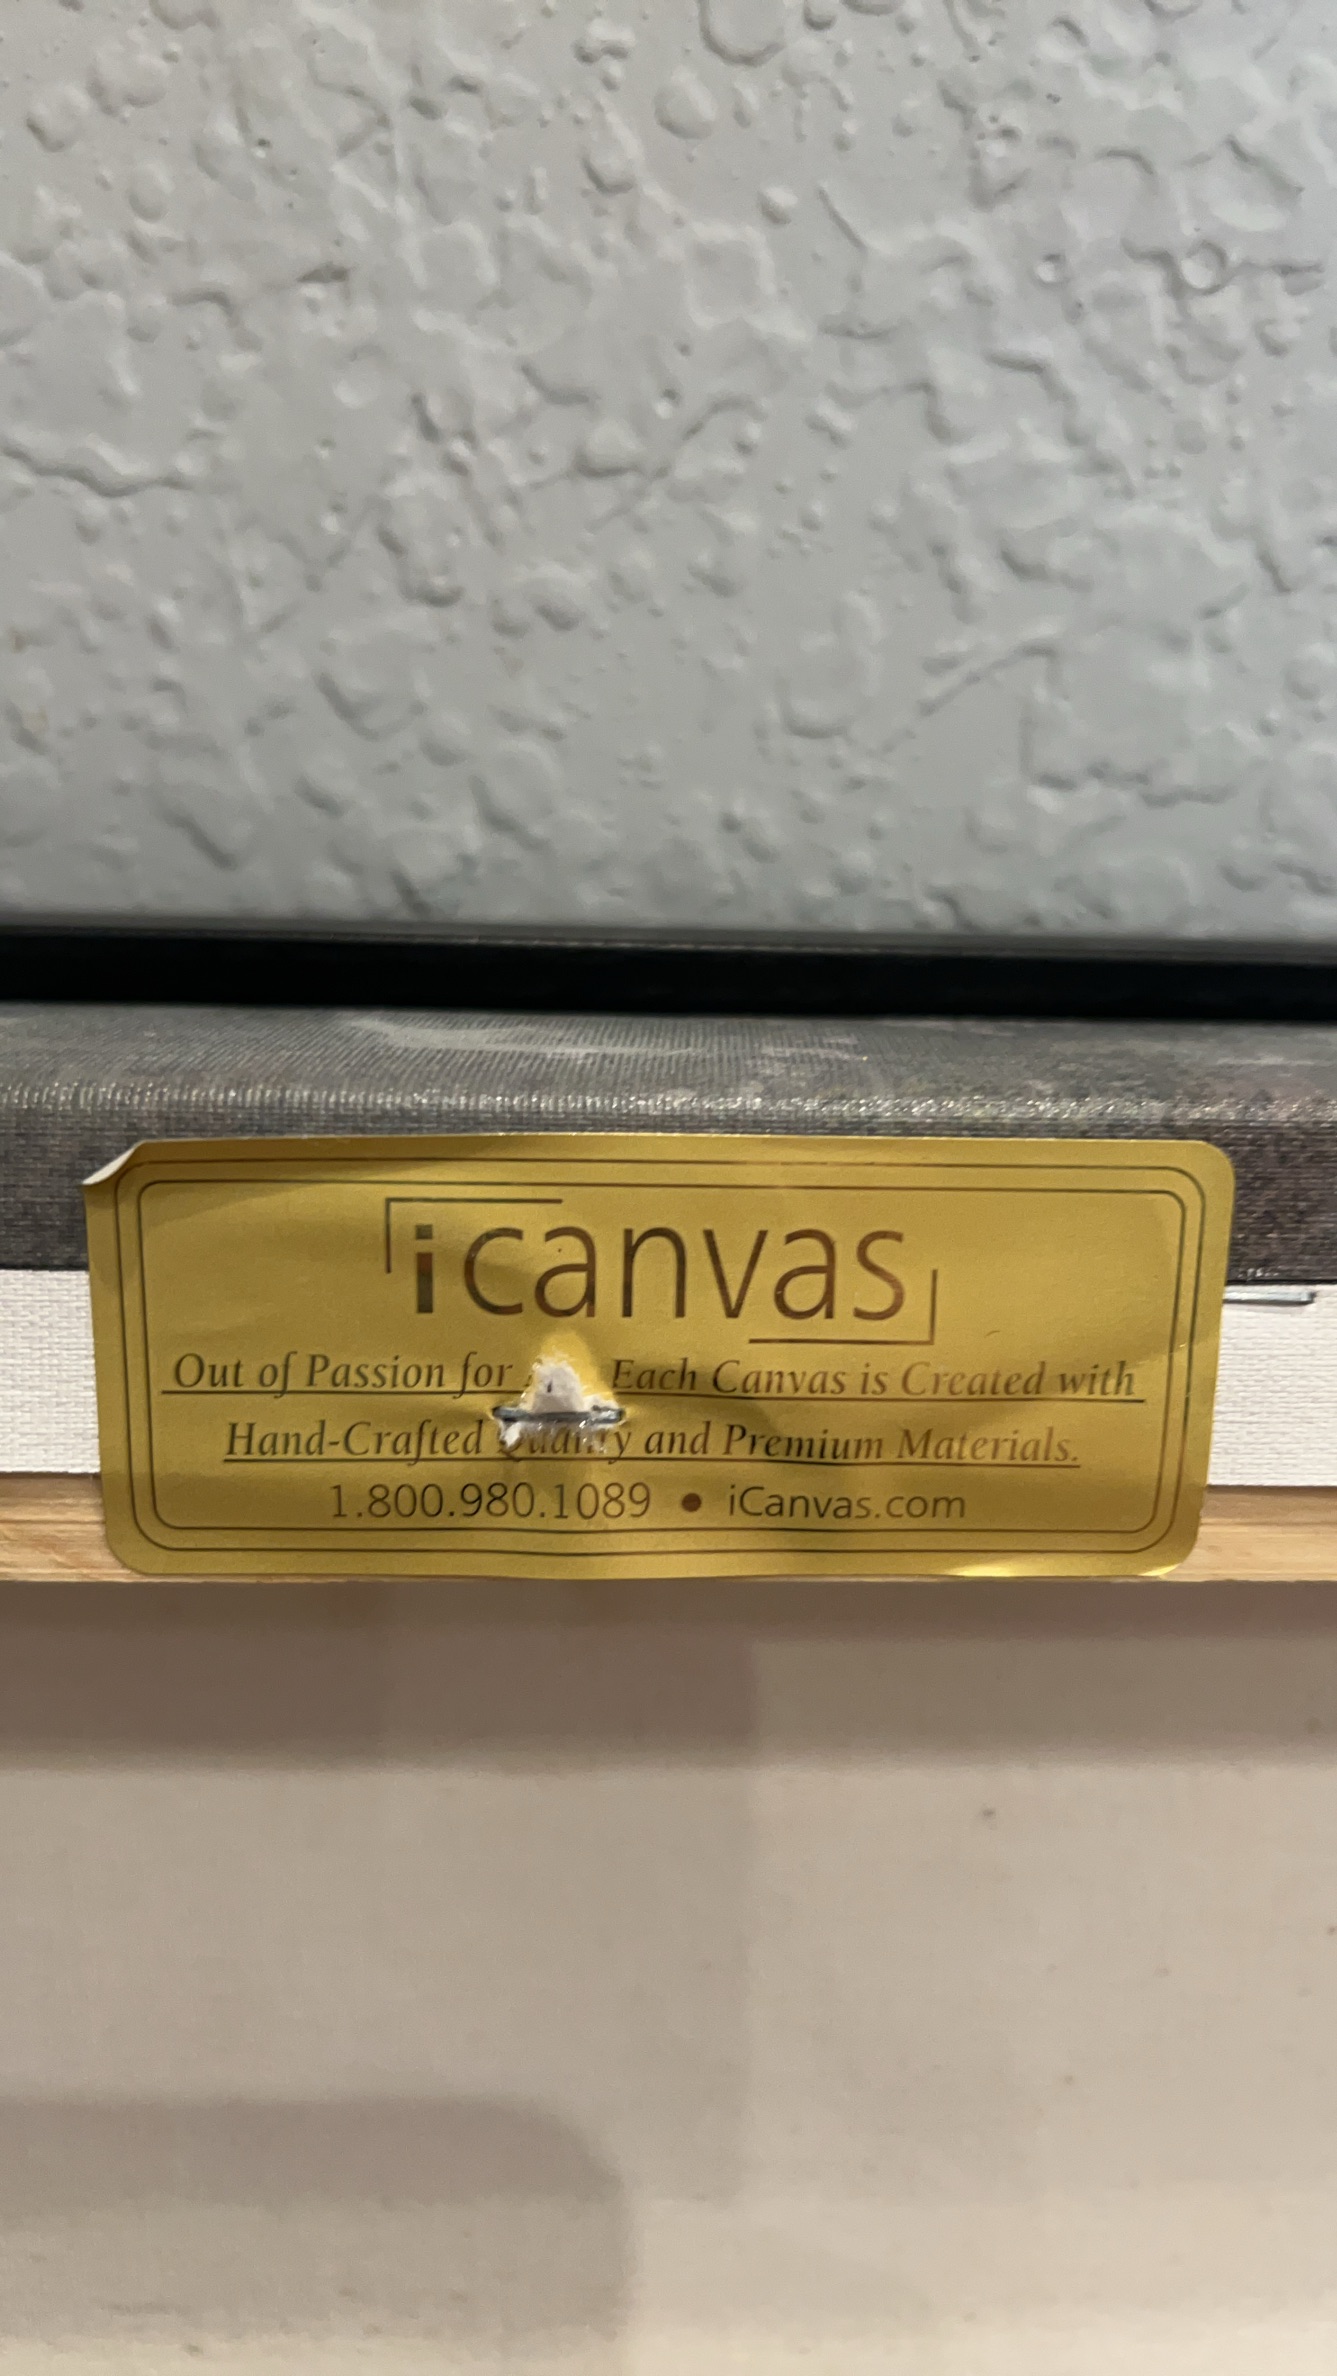 icanvas
Out of Passion for Each Canvas is Created with
Hand-Crafted Quality and Premium Materials.
1.800.980.1089 • iCanvas.com